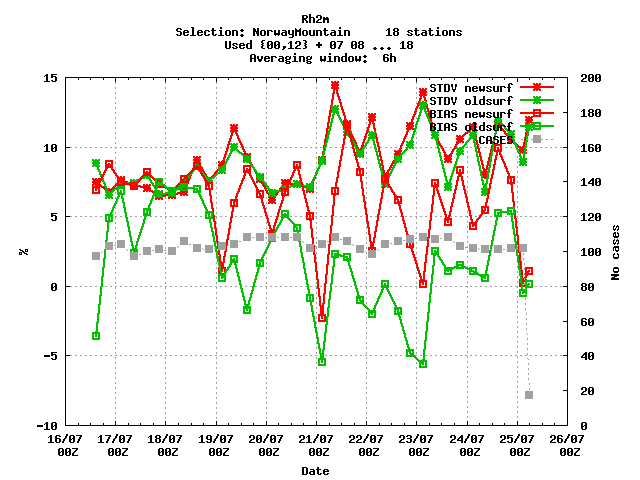 Rh2m
Selection: NorwayMountain 18 stations
Used {00,12} + 07 08 ... 18
Averaging window: 6h
STDV newsurf
STDV oldsurf
BIAS newsurf
BIAS oldsurf
CASES
15
10
5
0
-5
-10
%
200
180
160
140
120
100
80
60
40
20
0
No cases
16/07 17/07 18/07 19/07 20/07 21/07 22/07 23/07 24/07 25/07 26/07
00Z 00Z 00Z 00Z 00Z 00Z 00Z 00Z 00Z 00Z 00Z
Date